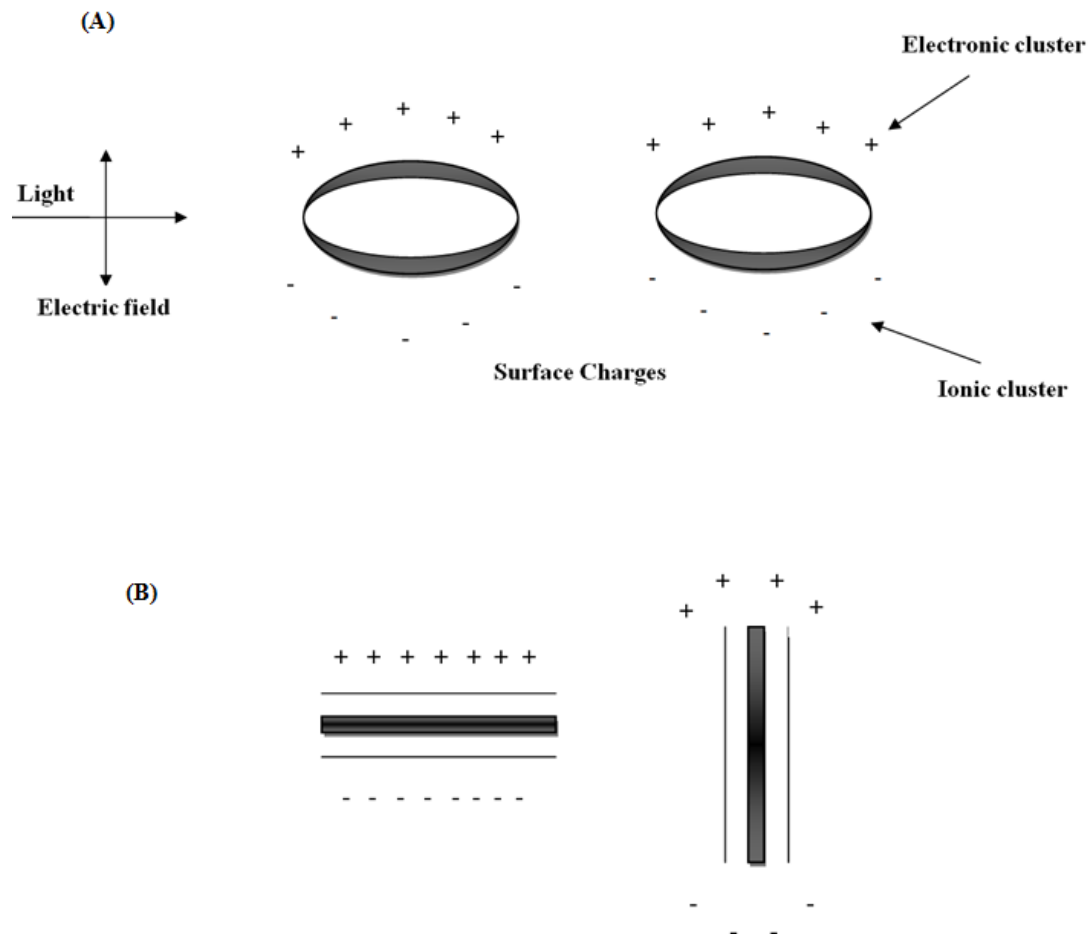 (A)
Electronic cluster
+ + + + +
+ + + + +
Light
Electric field
- - - - -
- - - - -
Surface Charges
Ionic cluster
(B)
+ + + +
+ + + + + + +
- - - - - - -
- - - -